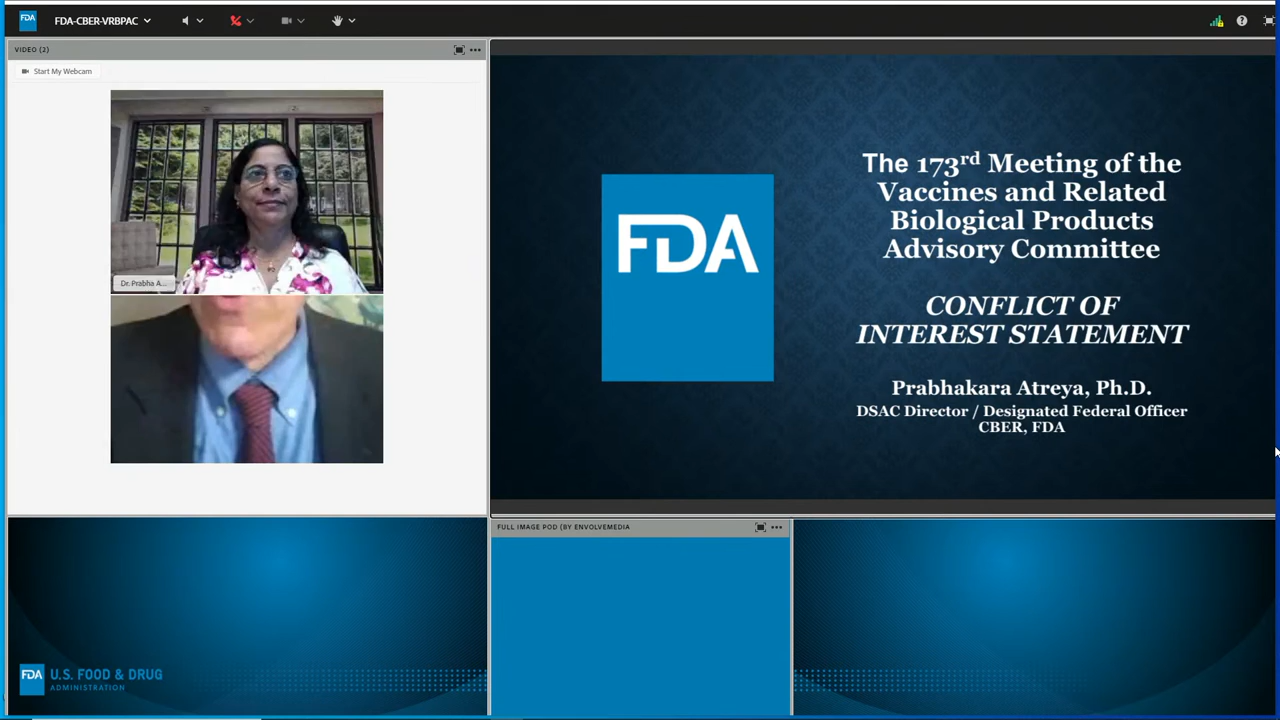 FDA
FDA-CBER-VRBPAC
VIDEO (2)
Start My Webcam
Dr. Prabha A...
FDA
The 173rd Meeting of the
Vaccines and Related
Biological Products
Advisory Committee
CONFLICT OF
INTEREST STATEMENT
Prabhakara Atreya, Ph.D.
DSAC Director / Designated Federal Officer
CBER, FDA
FULL IMAGE POD (BY ENVOLVEMEDIA
FDA
U.S. FOOD & DRUG
ADMINISTRATION